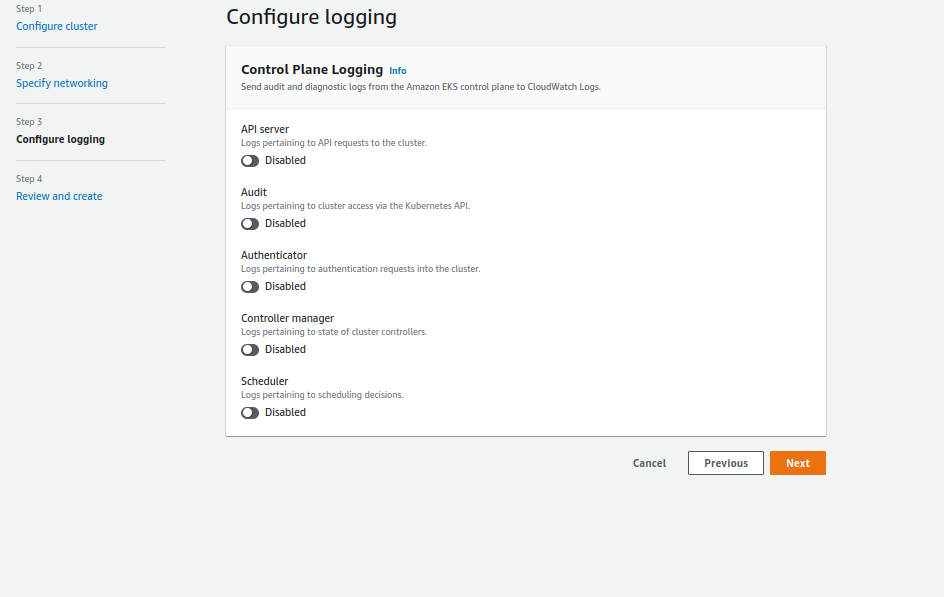 Step 1
Configure cluster
Step 2
Specify networking
Step 3
Configure logging
Step 4
Review and create
Configure logging
Control Plane Logging Info
Send audit and diagnostic logs from the Amazon EKS control plane to CloudWatch Logs.
API server
Logs pertaining to API requests to the cluster.
Disabled
Audit
Logs pertaining to cluster access via the Kubernetes API.
Disabled
Authenticator
Logs pertaining to authentication requests into the cluster.
Disabled
Controller manager
Logs pertaining to state of cluster controllers.
Disabled
Scheduler
Logs pertaining to scheduling decisions.
Disabled
Cancel Previous Next